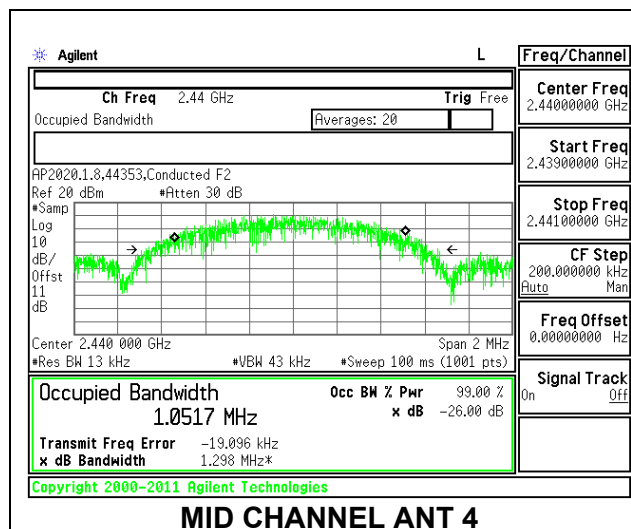 Agilent
L
Freq/Channel
Ch Freq 2.44 GHz Trig Free
Occupied Bandwidth Averages: 20
Center Freq
2.44000000 GHz
Start Freq
2.43900000 GHz
Stop Freq
2.44100000 GHz
CF Step
200.000000 kHz
Auto Man
Freq Offset
0.00000000 Hz
Signal Track
On Off
AP2020.1.8,44353,Conducted F2
Ref 20 dBm #Atten 30 dB
#Samp
Log
10
dB/
Offst
11
dB
Center 2.440 000 GHz Span 2 MHz
#Res BW 13 kHz #VBW 43 kHz #Sweep 100 ms (1001 pts)
Occupied Bandwidth Occ BW % Pwr 99.00 %
1.0517 MHz x dB -26.00 dB
Transmit Freq Error -19.096 kHz
x dB Bandwidth 1.298 MHz*
Copyright 2000-2011 Agilent Technologies
MID CHANNEL ANT 4